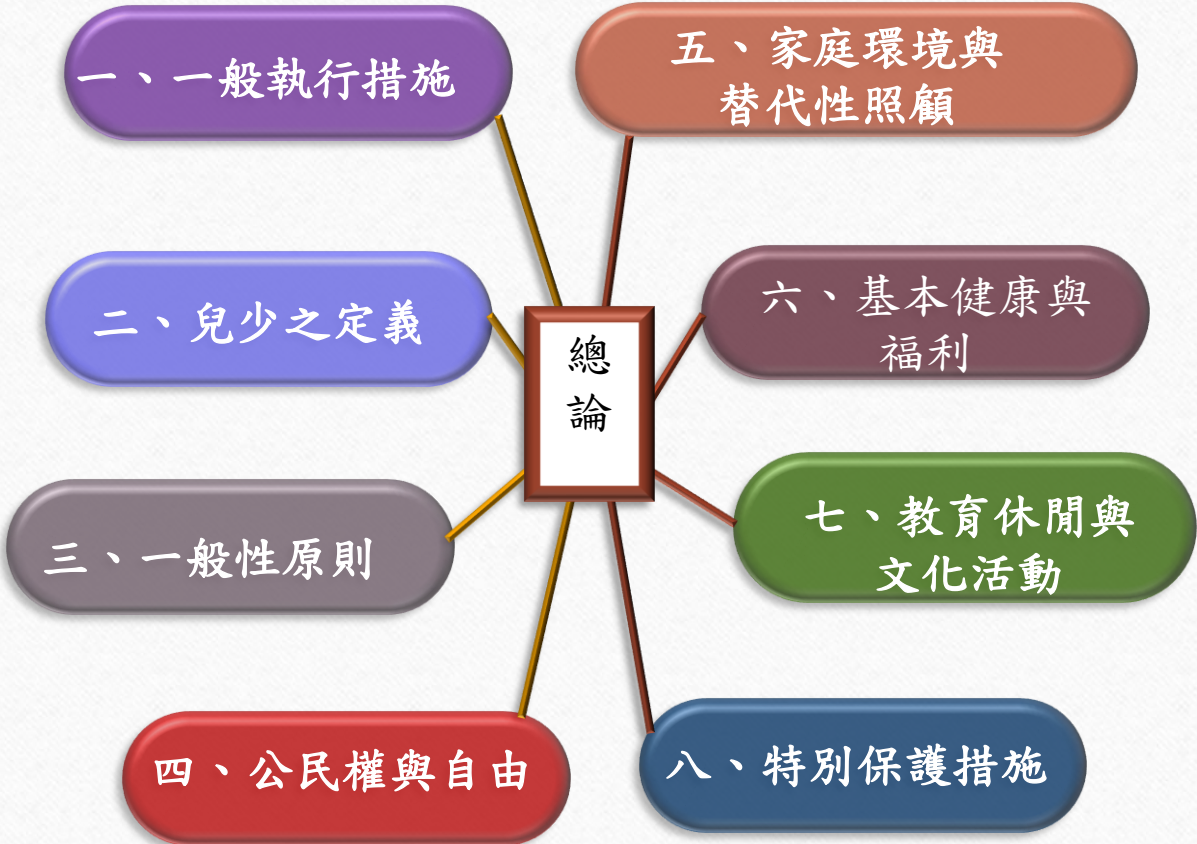 一、一般執行措施
二、兒少之定義
三、一般性原則
四、公民權與自由
總
論
五、家庭環境與
替代性照顧
六、基本健康與
福利
七、教育休閒與
文化活動
八、特別保護措施